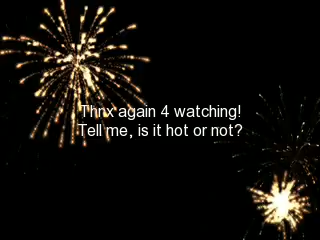 Thnx again 4 watching!
Tell me, is it hot or not?